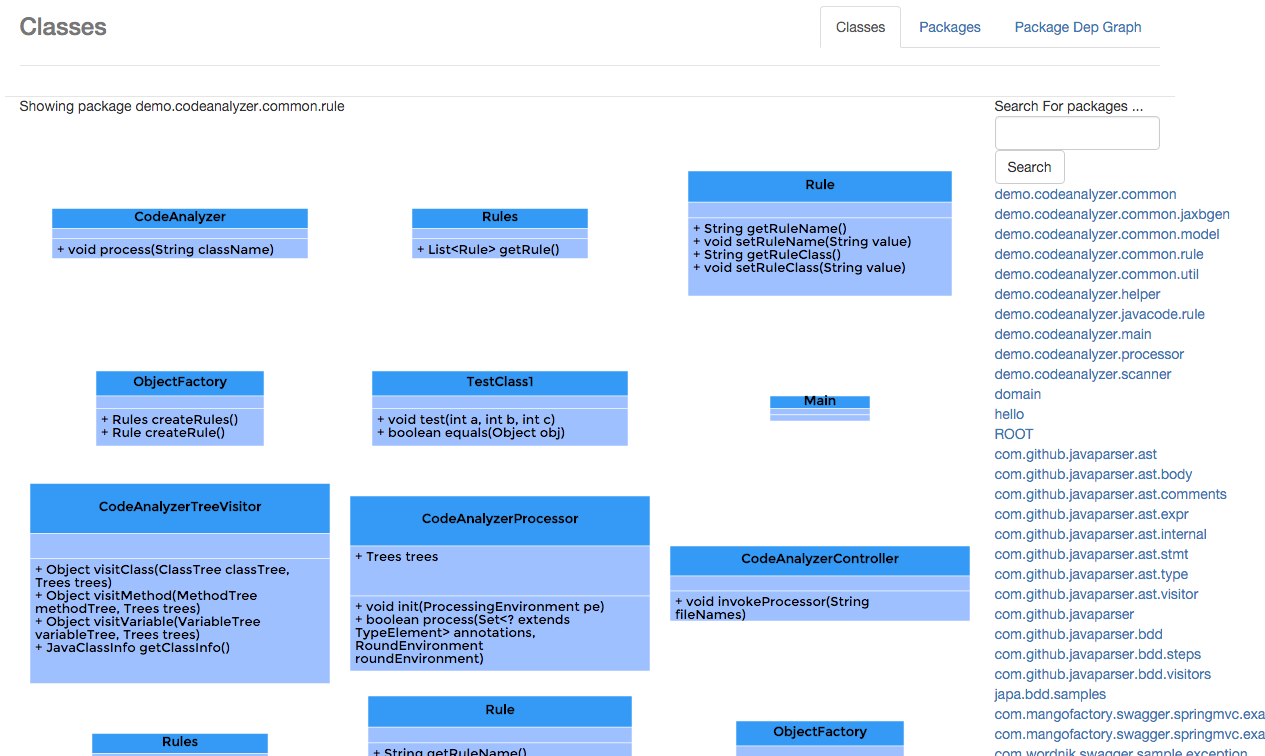 Classes
Classes
Packages
Package Dep Graph
Showing package demo.codeanalyzer.common.rule
CodeAnalyzer
+ void process(String className)
Rules
+ List<Rule> getRule()
Rule
+ String getRuleName()
+ void setRuleName(String value)
+ String getRuleClass()
+ void setRuleClass(String value)
ObjectFactory
+ Rules createRules()
+ Rule createRule()
TestClass1
+ void test(int a, int b, int c)
+ boolean equals(Object obj)
Main
CodeAnalyzerTreeVisitor
+ Object visitClass(ClassTree classTree,
Trees trees)
+ Object visitMethod(MethodTree
methodTree, Trees trees)
+ Object visitVariable(VariableTree
variableTree, Trees trees)
+ JavaClassInfo getClassInfo()
CodeAnalyzerProcessor
+ Trees trees
+ void init(ProcessingEnvironment pe)
+ boolean process(Set<? extends
TypeElement> annotations,
RoundEnvironment
roundEnvironment)
CodeAnalyzerController
+ void invokeProcessor(String
fileNames)
Rules
Rule
+ String getRuleName()
ObjectFactory
Search For packages ...
Search
demo.codeanalyzer.common
demo.codeanalyzer.common.jaxbgen
demo.codeanalyzer.common.model
demo.codeanalyzer.common.rule
demo.codeanalyzer.common.util
demo.codeanalyzer.helper
demo.codeanalyzer.javacode.rule
demo.codeanalyzer.main
demo.codeanalyzer.processor
demo.codeanalyzer.scanner
domain
hello
ROOT
com.github.javaparser.ast
com.github.javaparser.ast.body
com.github.javaparser.ast.comments
com.github.javaparser.ast.expr
com.github.javaparser.ast.internal
com.github.javaparser.ast.stmt
com.github.javaparser.ast.type
com.github.javaparser.ast.visitor
com.github.javaparser
com.github.javaparser.bdd
com.github.javaparser.bdd.steps
com.github.javaparser.bdd.visitors
japa.bdd.samples
com.mangofactory.swagger.springmvc.exa
com.mangofactory.swagger.springmvc.exa
com.wordnik.swagger.sample.exception